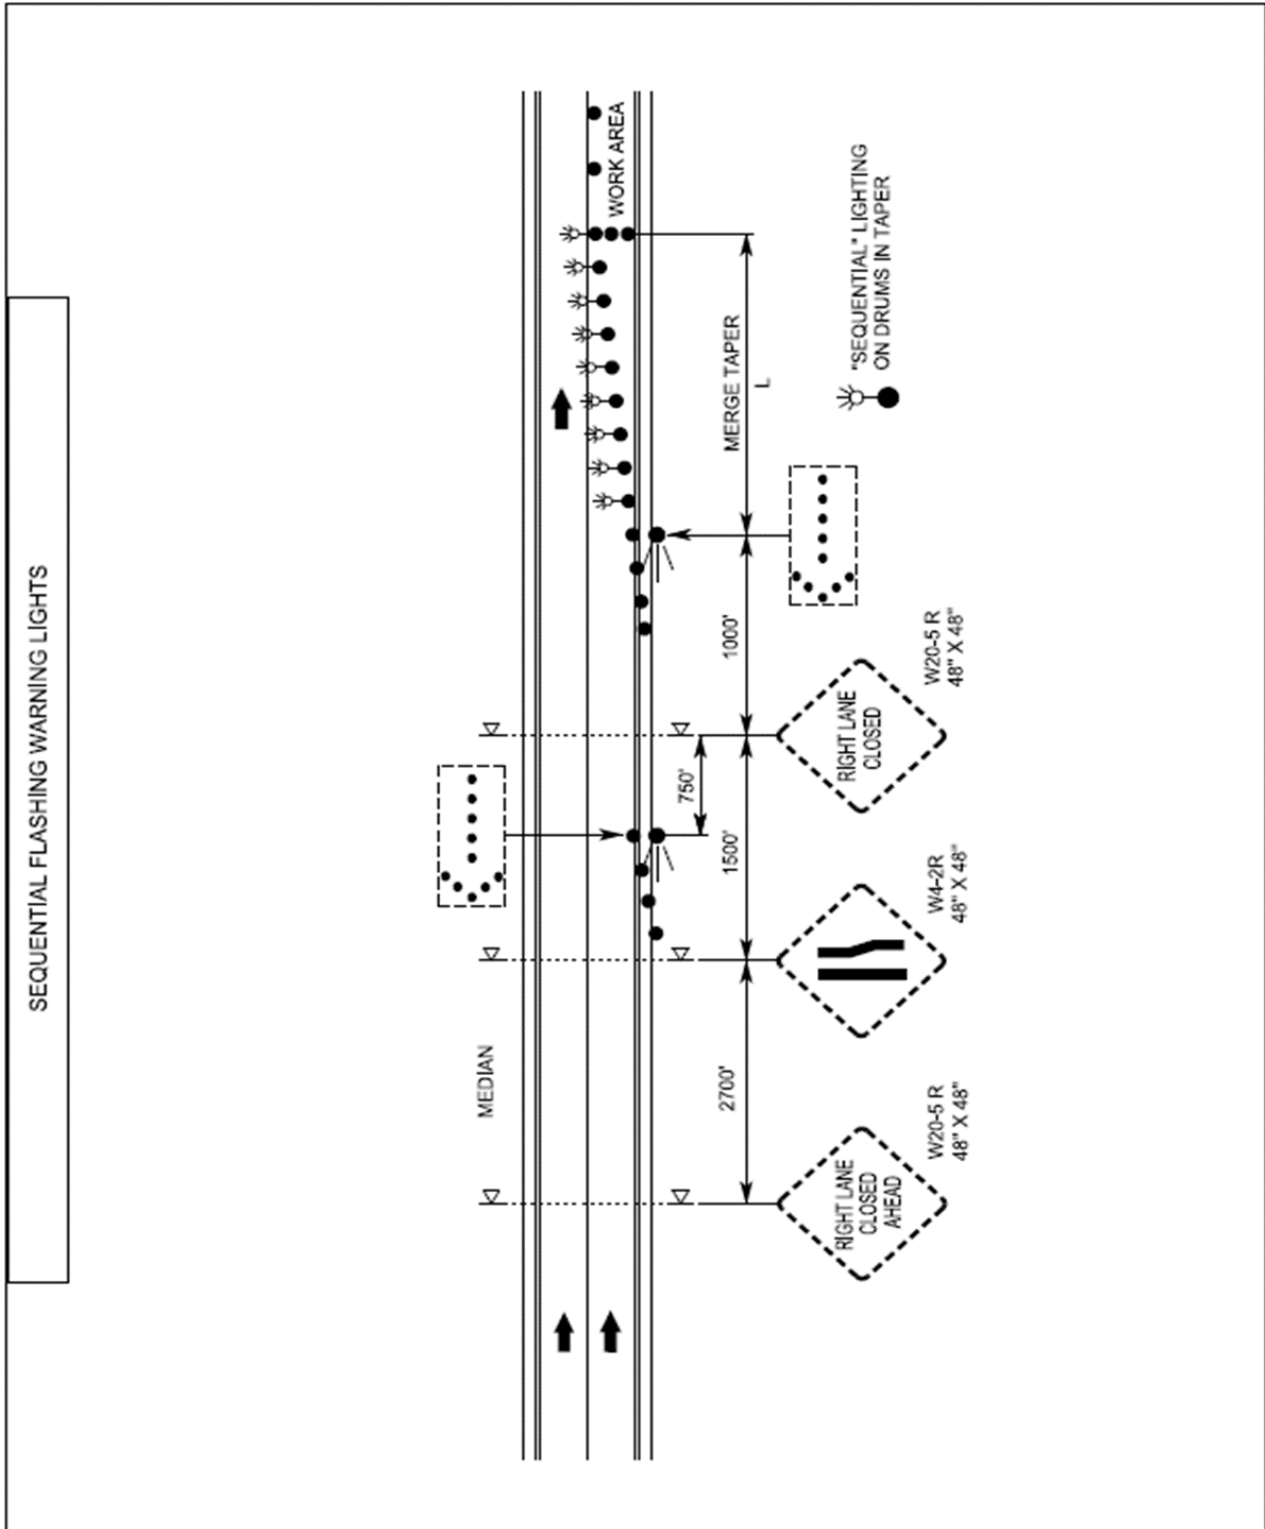 SEQUENTIAL FLASHING WARNING LIGHTS
WORK AREA
"SEQUENTIAL" LIGHTING
ON DRUMS IN TAPER
MERGE TAPER
L
1000'
750'
1500'
2700'
MEDIAN
RIGHT LANE
CLOSED
W20-5 R
48" X 48"
W4-2R
48" X 48"
RIGHT LANE
CLOSED
AHEAD
W20-5 R
48" X 48"